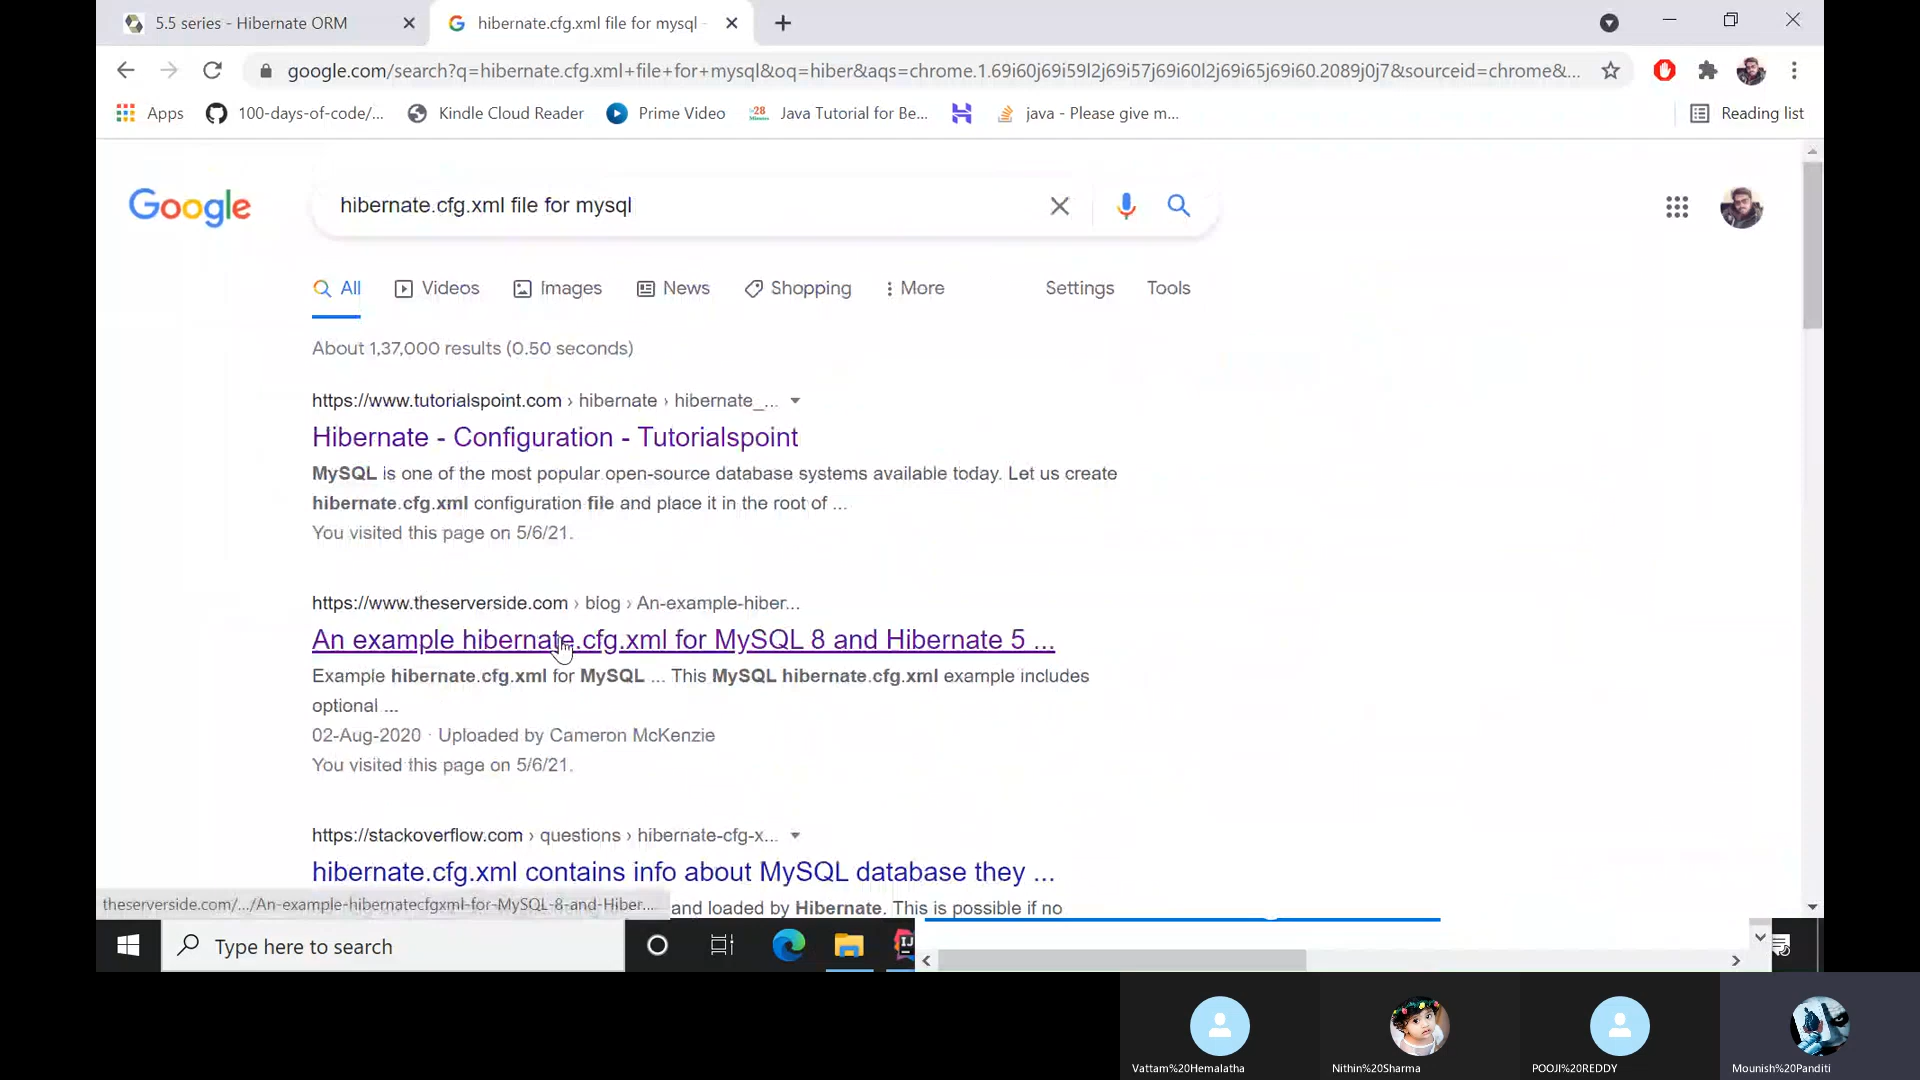 5.5 series - Hibernate ORM
hibernate.cfg.xml file for mysql -
google.com/search?q=hibernate.cfg.xml+file+for+mysql&oq=hiber&aqs=chrome.1.69i60j69i59l2j69i57j69i60l2j69i65j69i60.2089j0j7&sourceid=chrome&...
Apps
100-days-of-code/...
Kindle Cloud Reader
Prime Video
Java Tutorial for Be...
java - Please give m...
Reading list
Google
hibernate.cfg.xml file for mysql
All
Videos
Images
News
Shopping
More
Settings
Tools
About 1,37,000 results (0.50 seconds)
https://www.tutorialspoint.com › hibernate › hibernate_...
Hibernate - Configuration - Tutorialspoint
MySQL is one of the most popular open-source database systems available today. Let us create
hibernate.cfg.xml configuration file and place it in the root of ...
You visited this page on 5/6/21.
https://www.theserverside.com › blog › An-example-hiber...
An example hibernate.cfg.xml for MySQL 8 and Hibernate 5 ...
Example hibernate.cfg.xml for MySQL ... This MySQL hibernate.cfg.xml example includes
optional ...
02-Aug-2020 · Uploaded by Cameron McKenzie
You visited this page on 5/6/21.
https://stackoverflow.com › questions › hibernate-cfg-x...
hibernate.cfg.xml contains info about MySQL database they ...
theserverside.com/.../An-example-hibernatecfgxml-for-MySQL-8-and-Hiber...
and loaded by Hibernate. This is possible if no
Type here to search
Vattam%20Hemalatha
Nithin%20Sharma
POOJI%20REDDY
Mounish%20Panditi